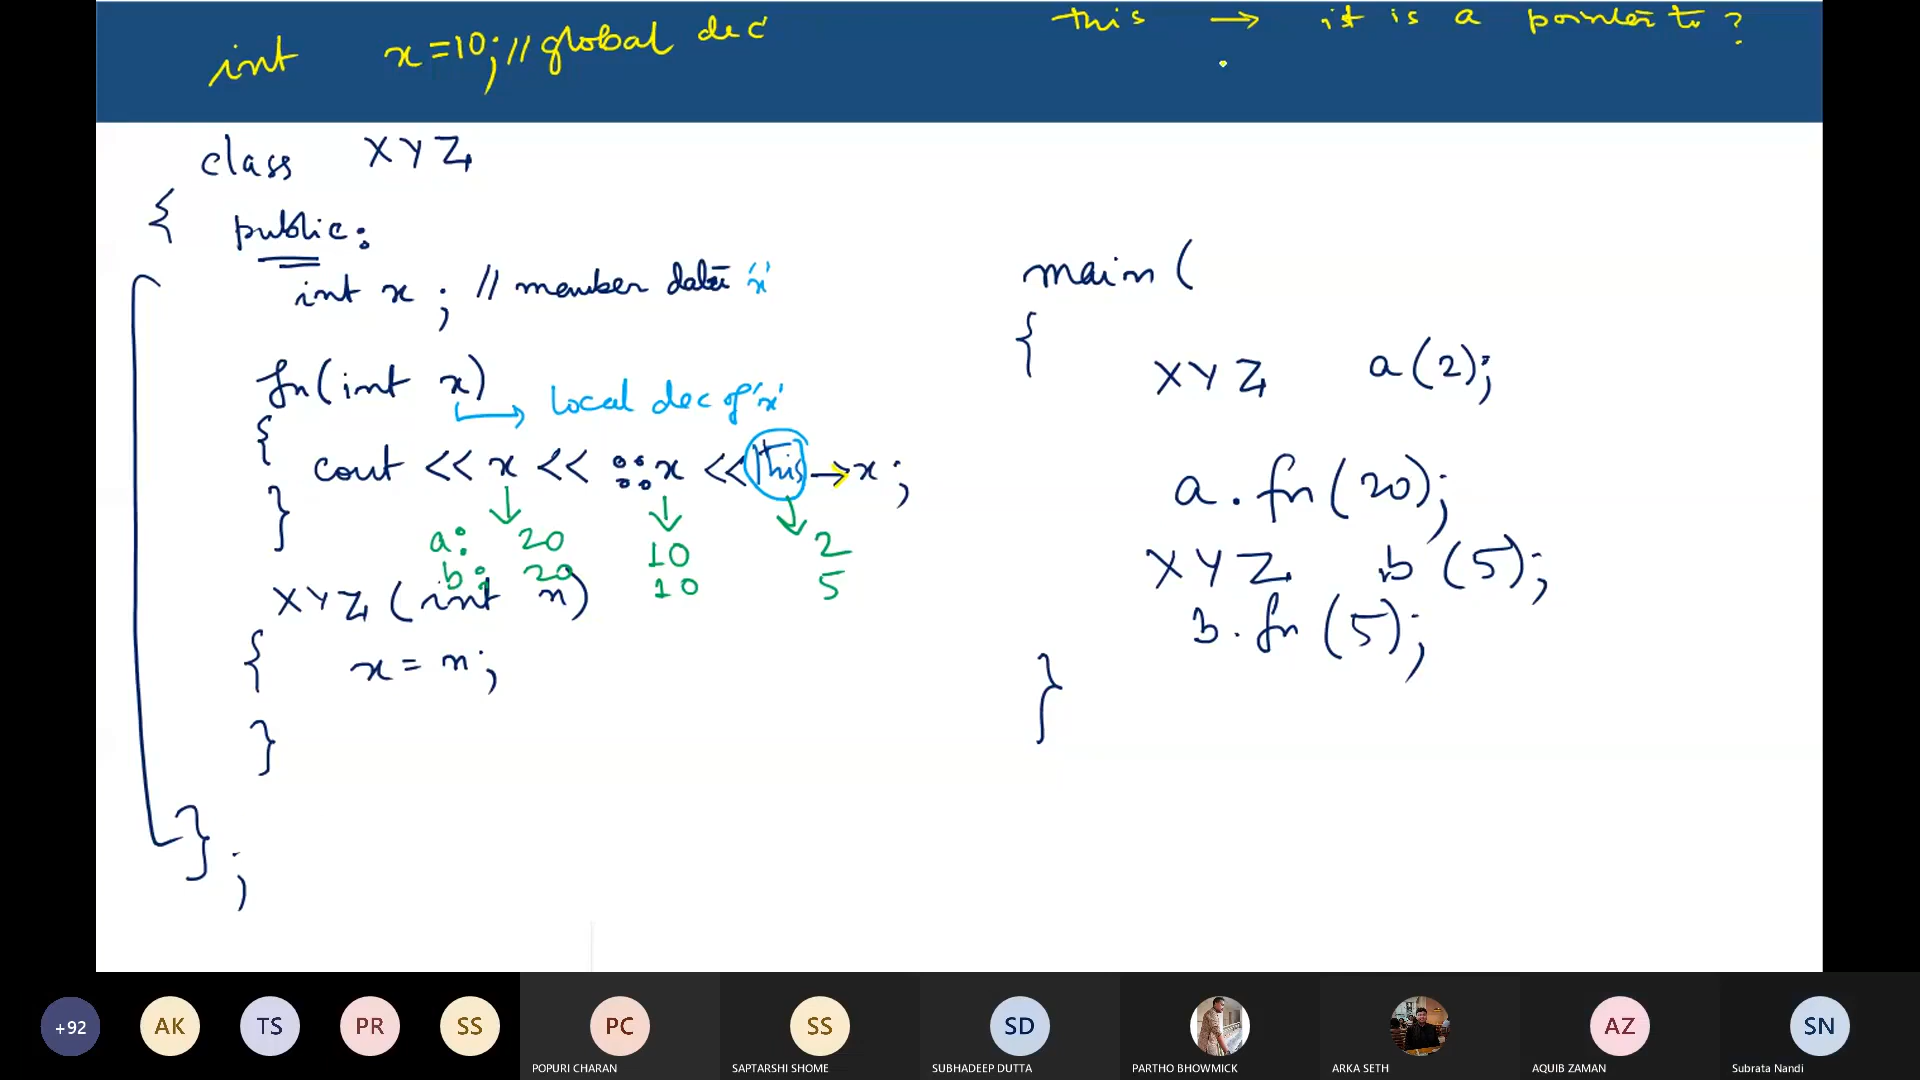 int x=10; // global dec
this → it is a pointer to ?
class XYZ
{ public:
int x ; // member data 'x'
fn(int x)
→ local dec of 'x'
{
cout << x << ::x << this → x ;
}
a: 20 10 2
b: 20 10 5
XYZ (int n)
{ x = n;
}
};
main (
{
XYZ a(2);
a.fn(20);
XYZ b(5);
b.fn(5);
}
+92
AK
TS
PR
SS
PC
POPURI CHARAN
SS
SAPTARSHI SHOME
SD
SUBHADEEP DUTTA
PARTHO BHOWMICK
ARKA SETH
AZ
AQUIB ZAMAN
SN
Subrata Nandi